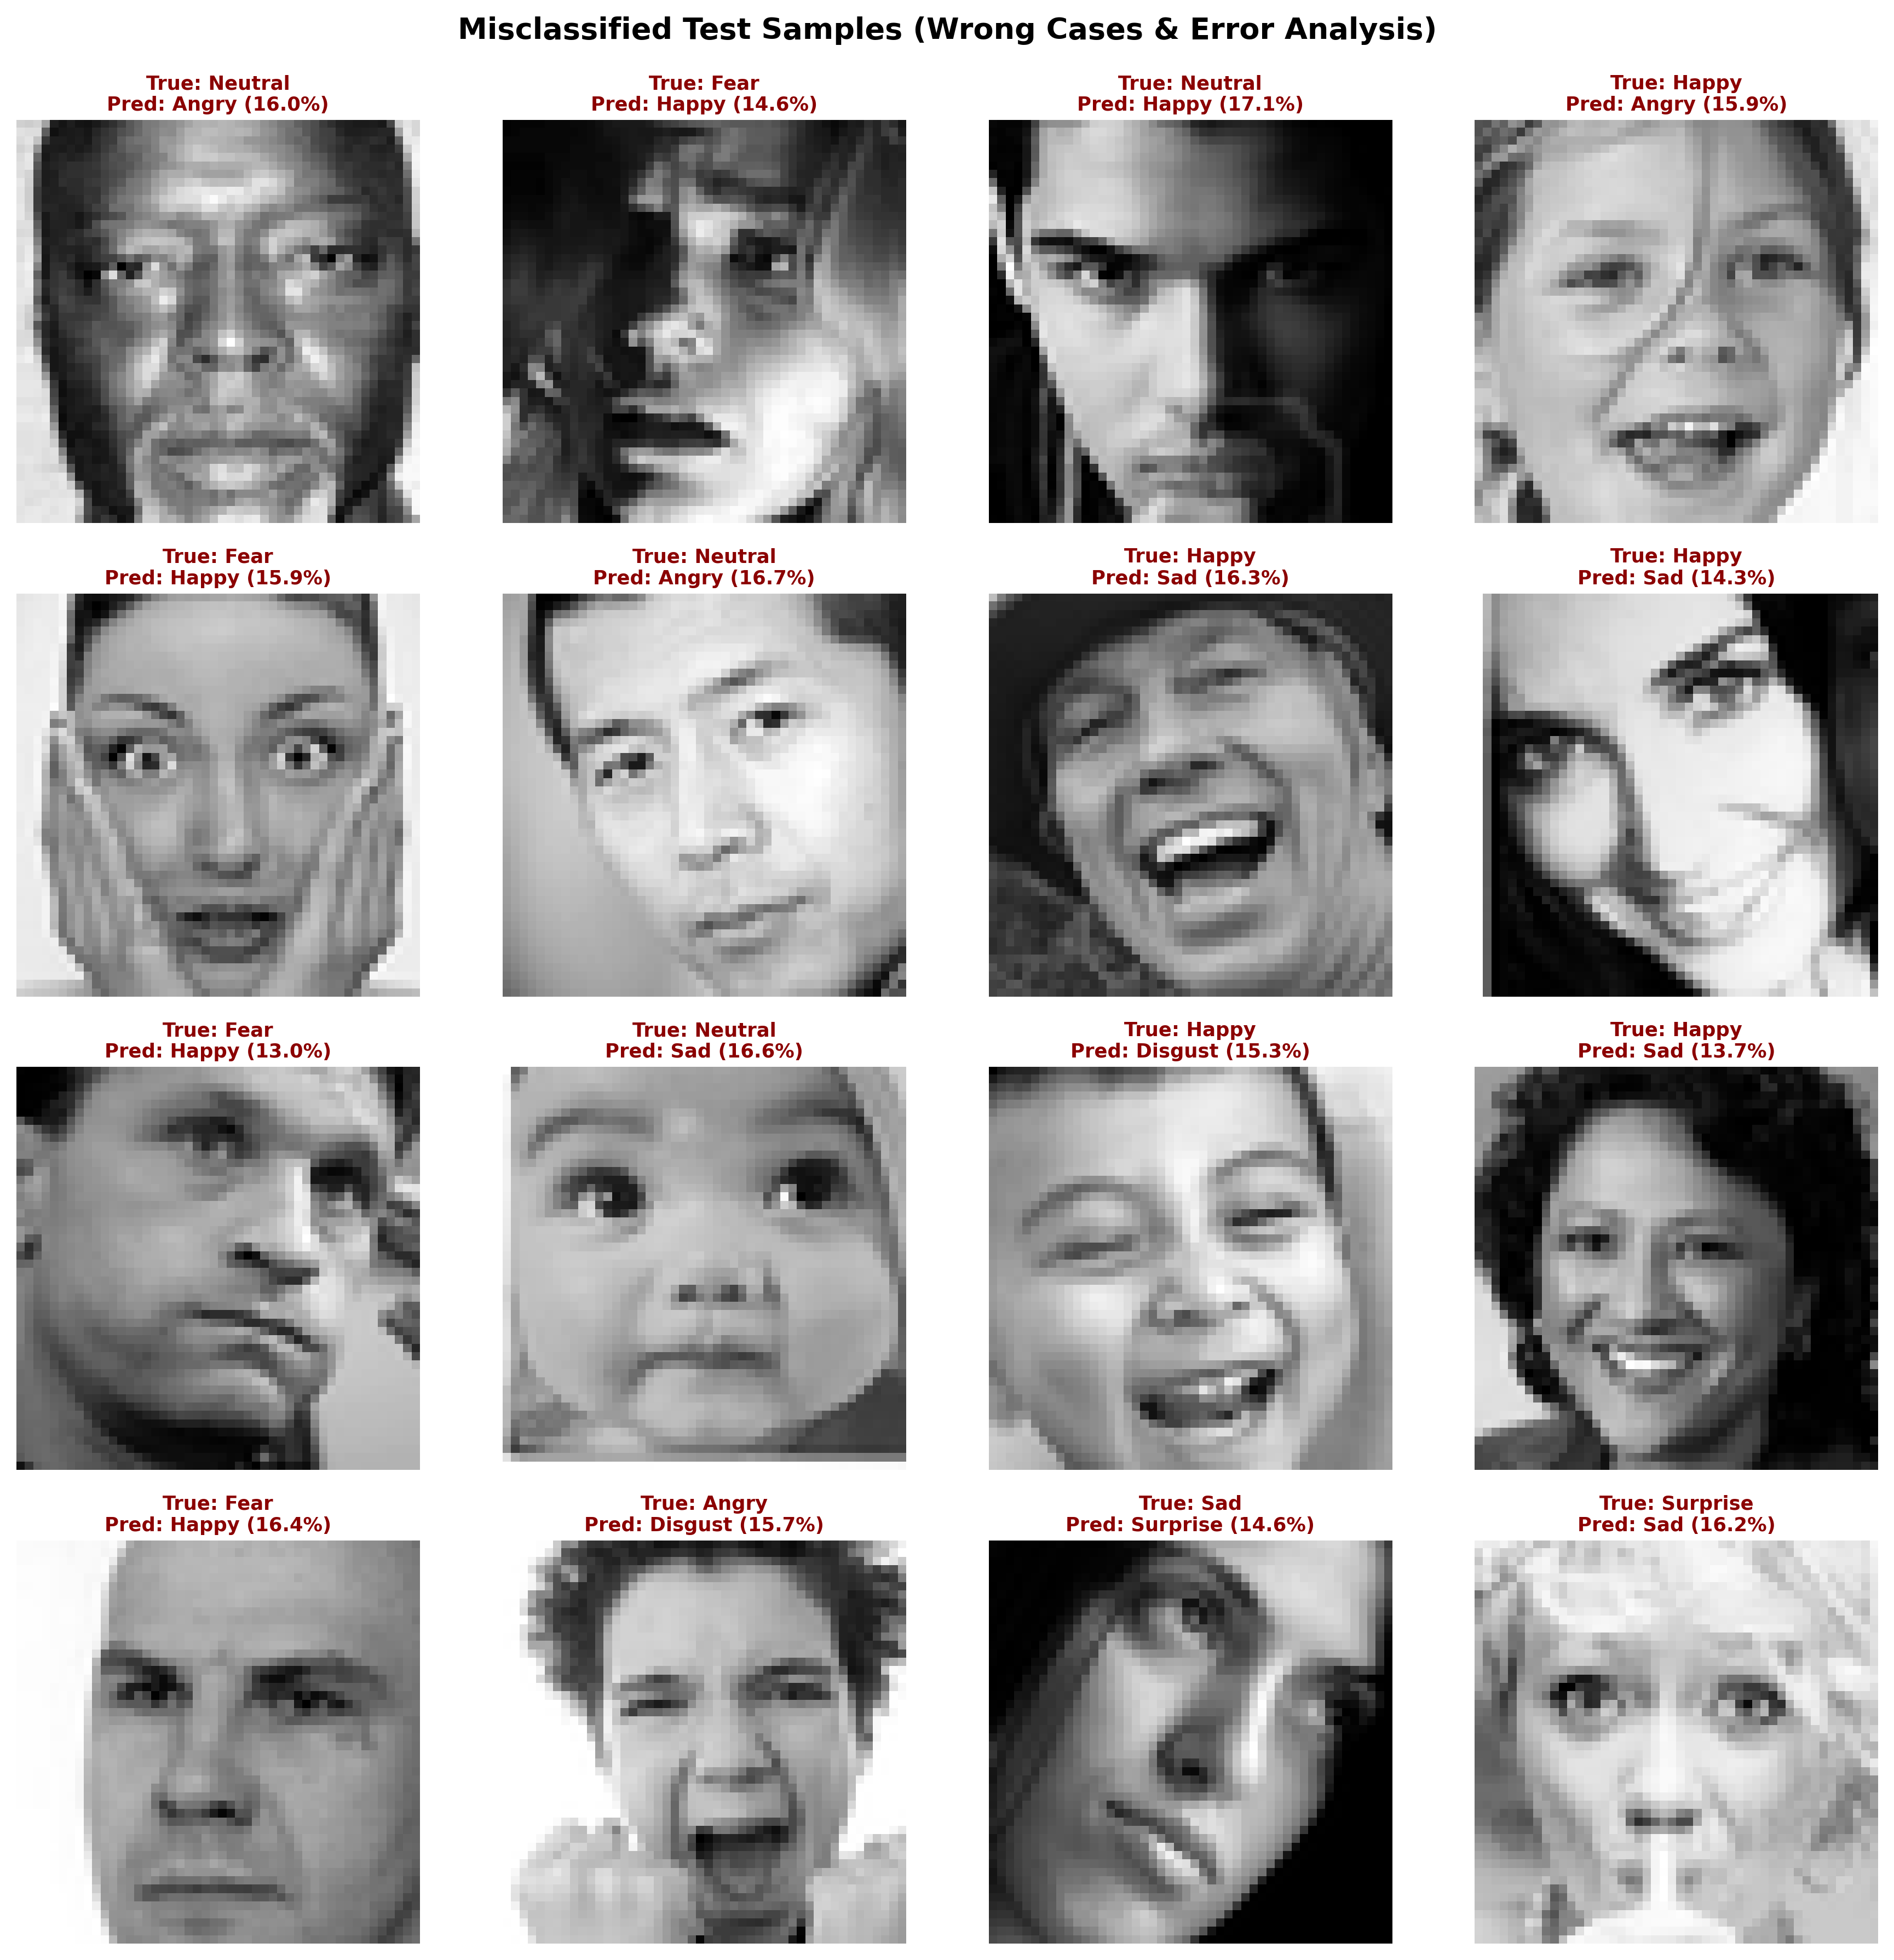 Misclassified Test Samples (Wrong Cases & Error Analysis)
True: Neutral
Pred: Angry (16.0%)
True: Fear
Pred: Happy (14.6%)
True: Neutral
Pred: Happy (17.1%)
True: Happy
Pred: Angry (15.9%)
True: Fear
Pred: Happy (15.9%)
True: Neutral
Pred: Angry (16.7%)
True: Happy
Pred: Sad (16.3%)
True: Happy
Pred: Sad (14.3%)
True: Fear
Pred: Happy (13.0%)
True: Neutral
Pred: Sad (16.6%)
True: Happy
Pred: Disgust (15.3%)
True: Happy
Pred: Sad (13.7%)
True: Fear
Pred: Happy (16.4%)
True: Angry
Pred: Disgust (15.7%)
True: Sad
Pred: Surprise (14.6%)
True: Surprise
Pred: Sad (16.2%)